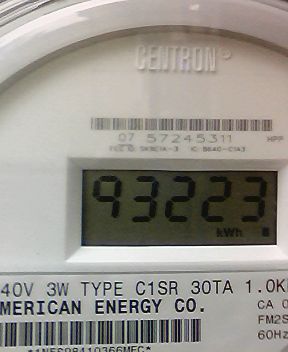 CENTRON®
07 57245311
HPP
93223
kWh
40V 3W TYPE C1SR 30TA 1.0K
MERICAN ENERGY CO.
CA 0
FM2S
60Hz